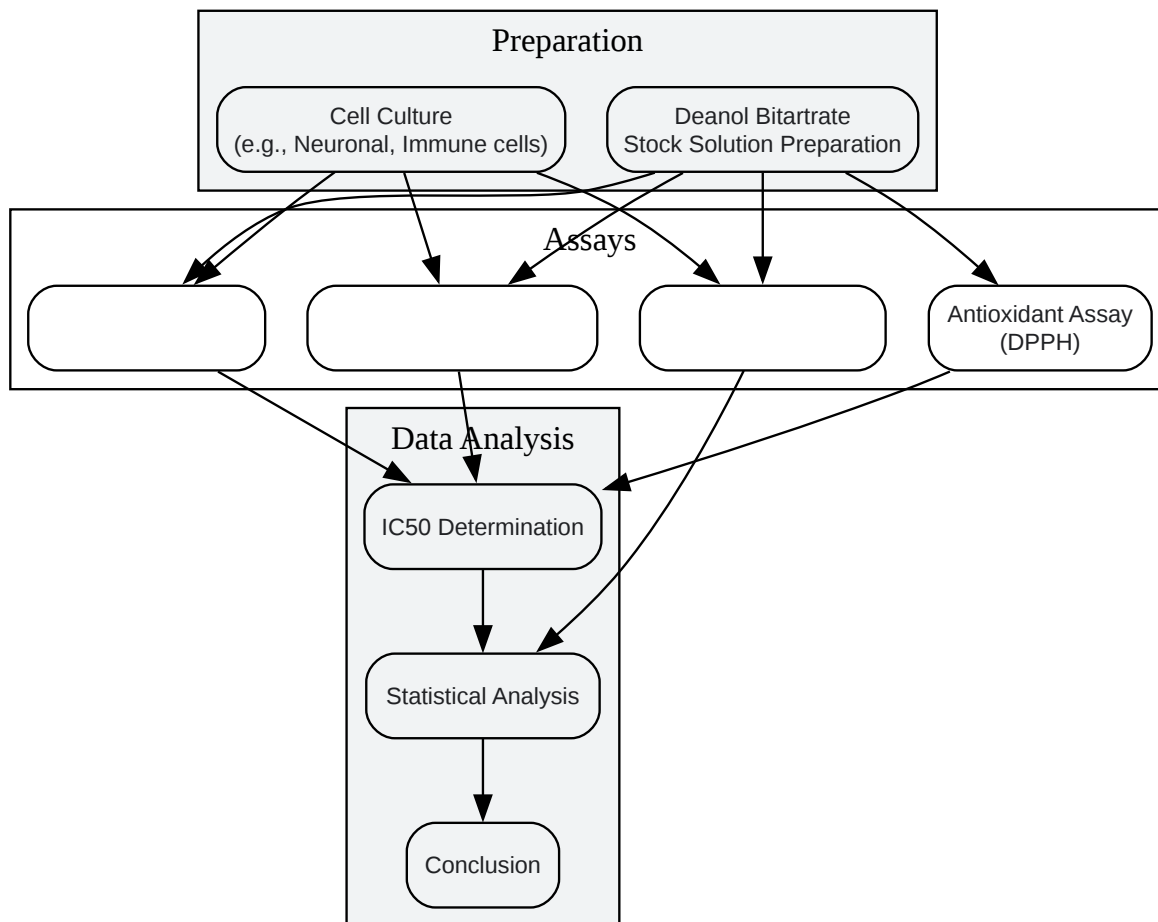 Preparation
Cell Culture
(e.g., Neuronal, Immune cells)
Deanol Bitartrate
Stock Solution Preparation
Assays
Antioxidant Assay
(DPPH)
Data Analysis
IC50 Determination
Statistical Analysis
Conclusion